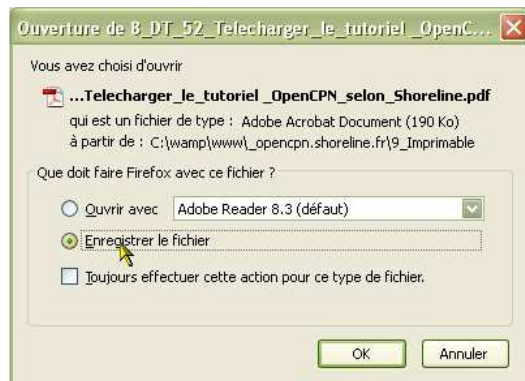 Ouverture de 8_DT_52_Telecharger_le_tutoriel _OpenC...
Vous avez choisi d'ouvrir
...Telecharger_le_tutoriel _OpenCPN_selon_Shoreline.pdf
qui est un fichier de type : Adobe Acrobat Document (190 Ko)
à partir de : C:\wamp\www\_opencpn.shoreline.fr\9_Imprimable
Que doit faire Firefox avec ce fichier ?
Ouvrir avec Adobe Reader 8.3 (défaut)
Enregistrer le fichier
Toujours effectuer cette action pour ce type de fichier.
OK Annuler